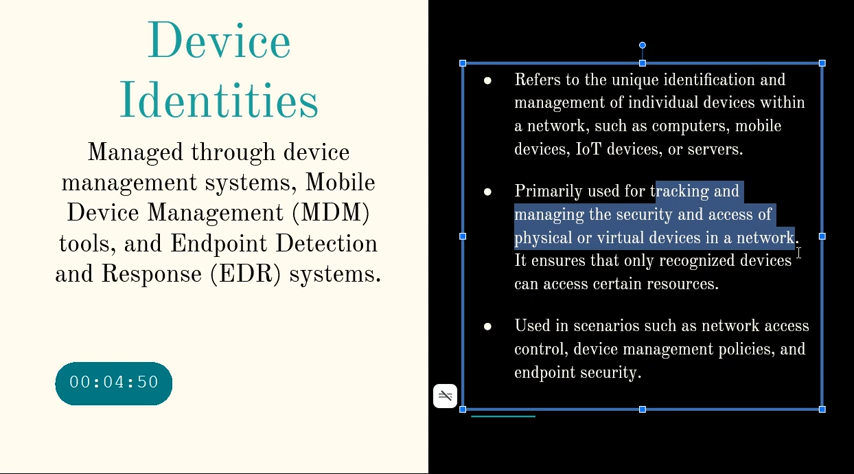 Device
Identities
Managed through device
management systems, Mobile
Device Management (MDM)
tools, and Endpoint Detection
and Response (EDR) systems.
00:04:50
● Refers to the unique identification and
management of individual devices within
a network, such as computers, mobile
devices, IoT devices, or servers.
● Primarily used for tracking and
managing the security and access of
physical or virtual devices in a network.
It ensures that only recognized devices
can access certain resources.
● Used in scenarios such as network access
control, device management policies, and
endpoint security.